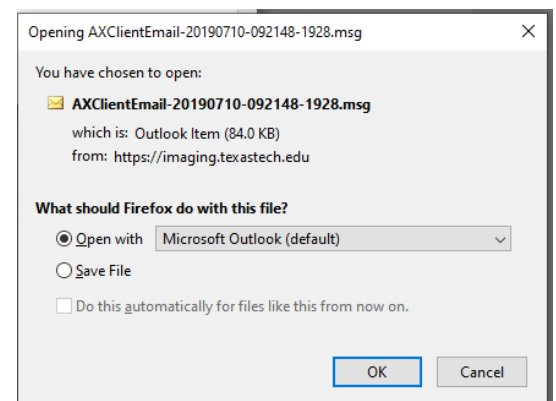 Opening AXClientEmail-20190710-092148-1928.msg
You have chosen to open:
AXClientEmail-20190710-092148-1928.msg
which is: Outlook Item (84.0 KB)
from: https://imaging.texastech.edu
What should Firefox do with this file?
Open with Microsoft Outlook (default)
Save File
Do this automatically for files like this from now on.
OK Cancel